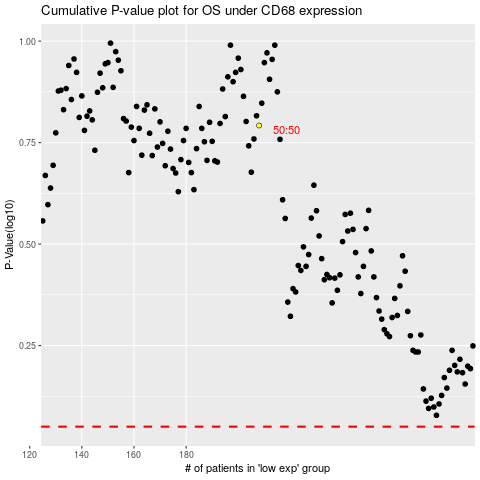 Cumulative P-value plot for OS under CD68 expression
1.00
0.75
0.50
0.25
P-Value(log10)
50:50
120 140 160 180
# of patients in 'low exp' group